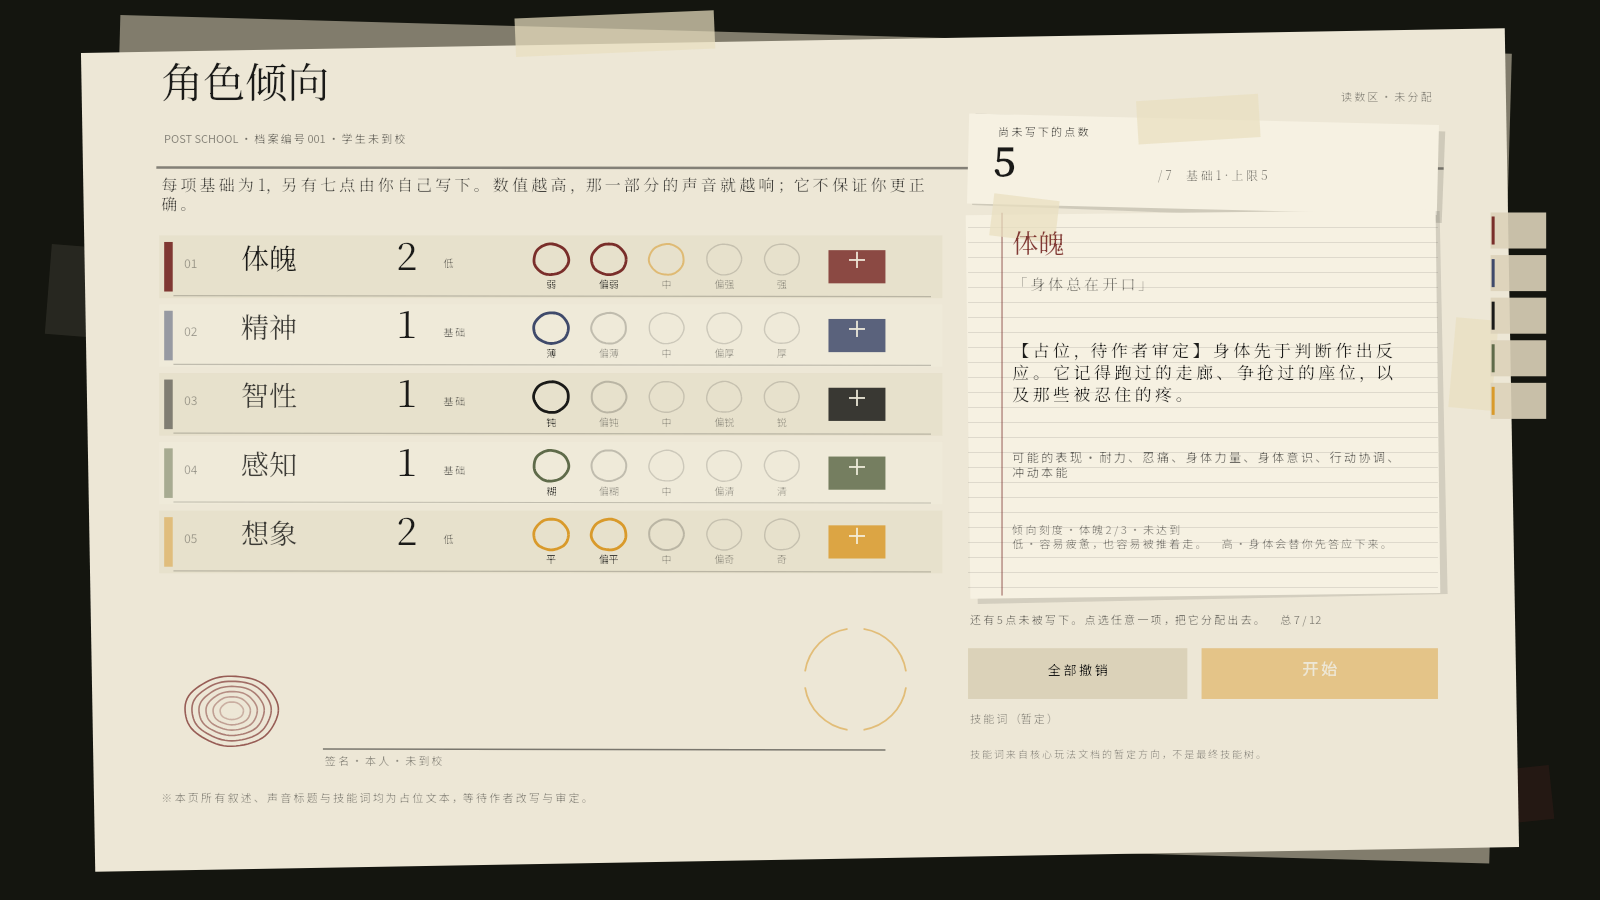 角色倾向
POST SCHOOL · 档案编号 001 · 学生未到校
读数区 · 未分配
尚未写下的点数
5
/7 基础1·上限5
每项基础为1，另有七点由你自己写下。数值越高，那一部分的声音就越响；它不保证你更正
确。
01 体魄 2 低 弱 偏弱 中 偏强 强 +
02 精神 1 基础 薄 偏薄 中 偏厚 厚 +
03 智性 1 基础 钝 偏钝 中 偏锐 锐 +
04 感知 1 基础 糊 偏糊 中 偏清 清 +
05 想象 2 低 平 偏平 中 偏奇 奇 +
体魄
「身体总在开口」
【占位，待作者审定】身体先于判断作出反
应。它记得跑过的走廊、争抢过的座位，以
及那些被忍住的疼。
可能的表现·耐力、忍痛、身体力量、身体意识、行动协调、
冲动本能
倾向刻度·体魄2/3·未达到
低·容易疲惫，也容易被推着走。 高·身体会替你先答应下来。
还有5点未被写下。点选任意一项，把它分配出去。 总7/12
全部撤销
开始
技能词（暂定）
技能词来自核心玩法文档的暂定方向，不是最终技能树。
签名·本人·未到校
※本页所有叙述、声音标题与技能词均为占位文本，等待作者改写与审定。